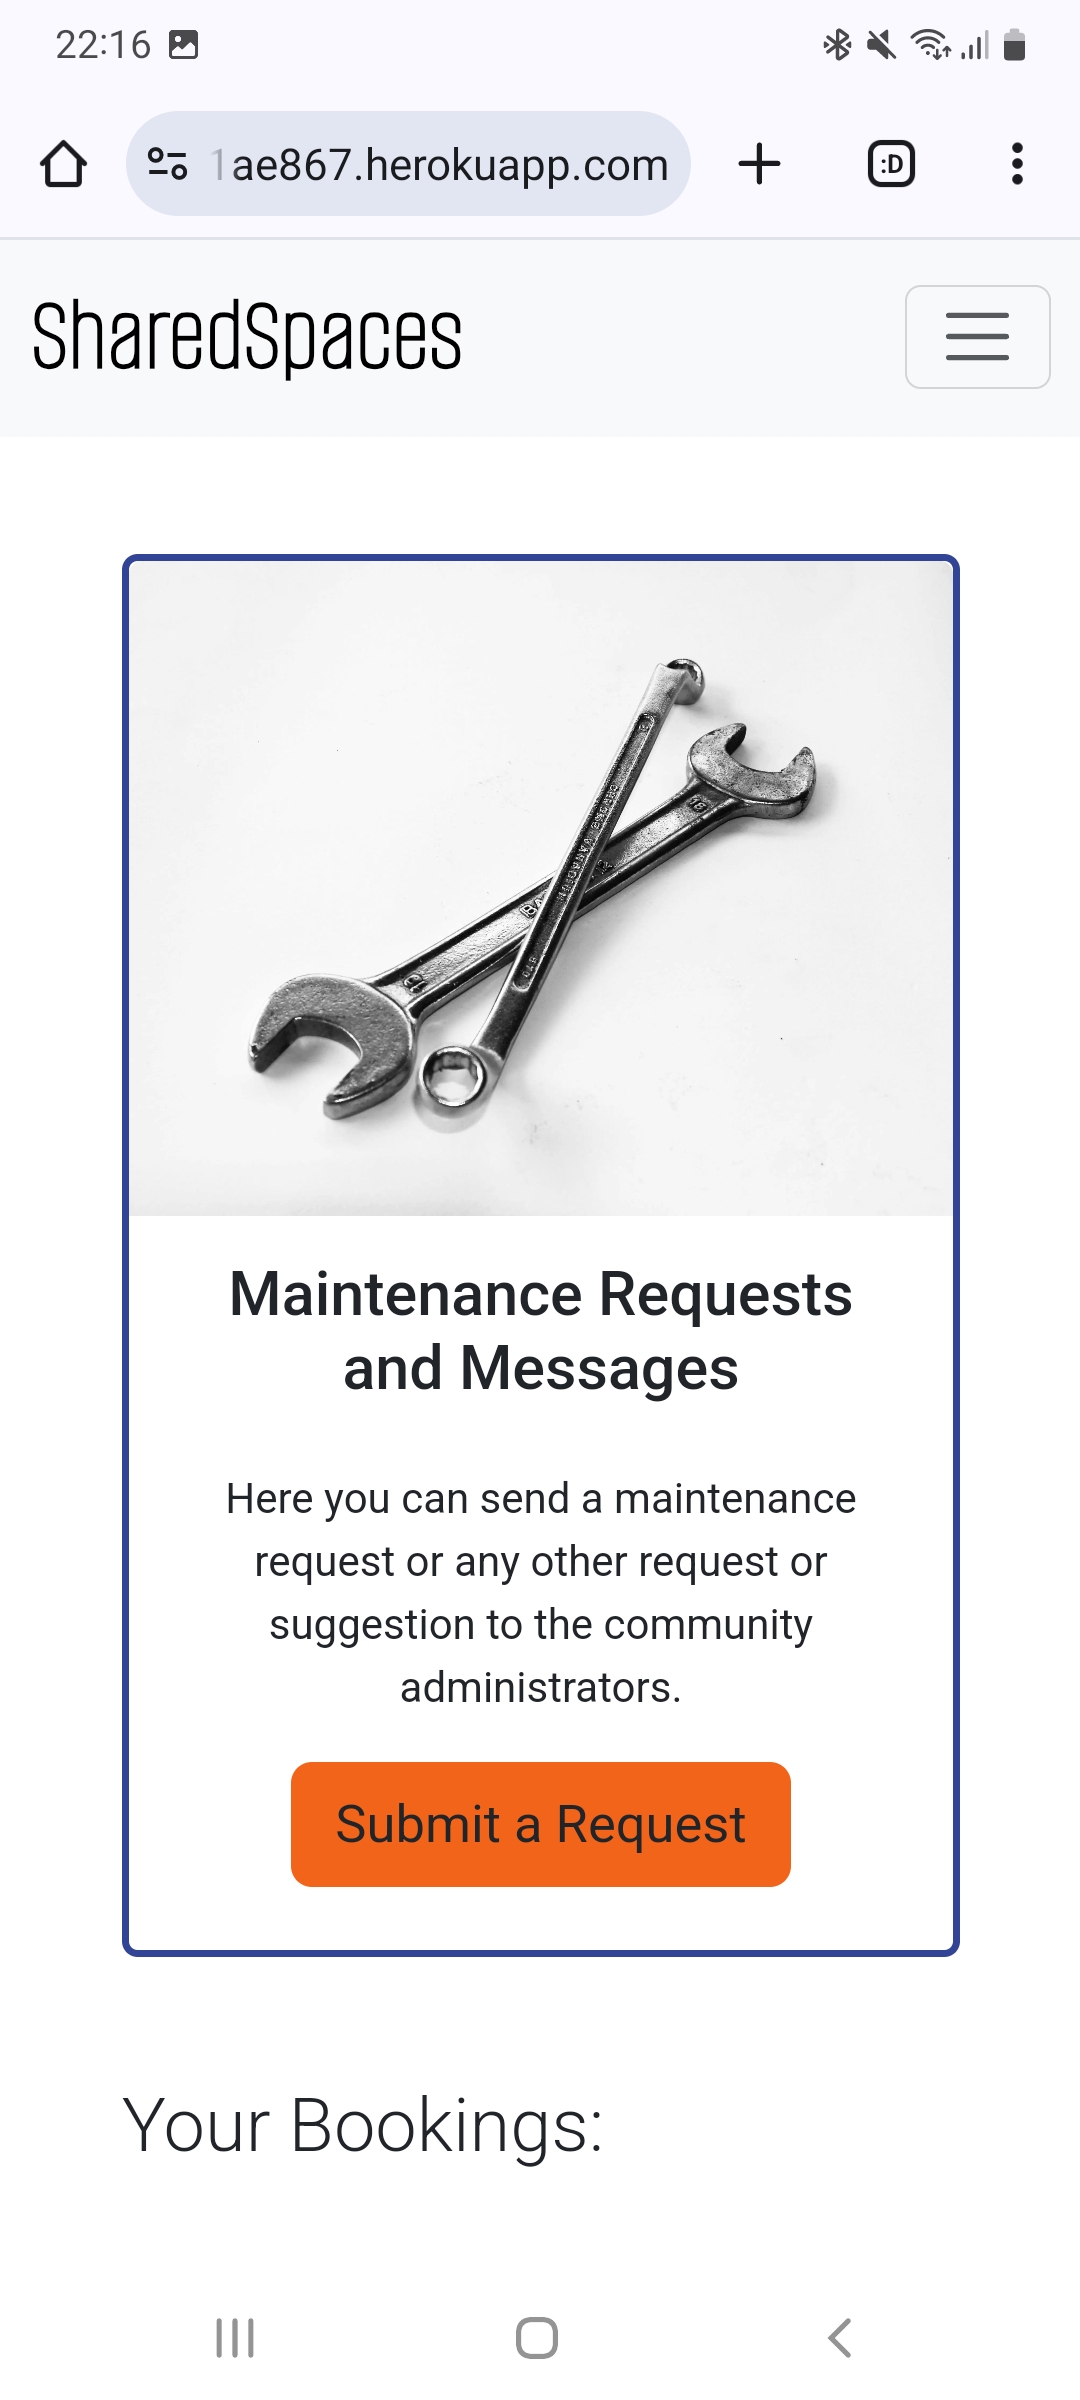 22:16
1ae867.herokuapp.com
:D
SharedSpaces
Maintenance Requests
and Messages
Here you can send a maintenance
request or any other request or
suggestion to the community
administrators.
Submit a Request
Your Bookings: